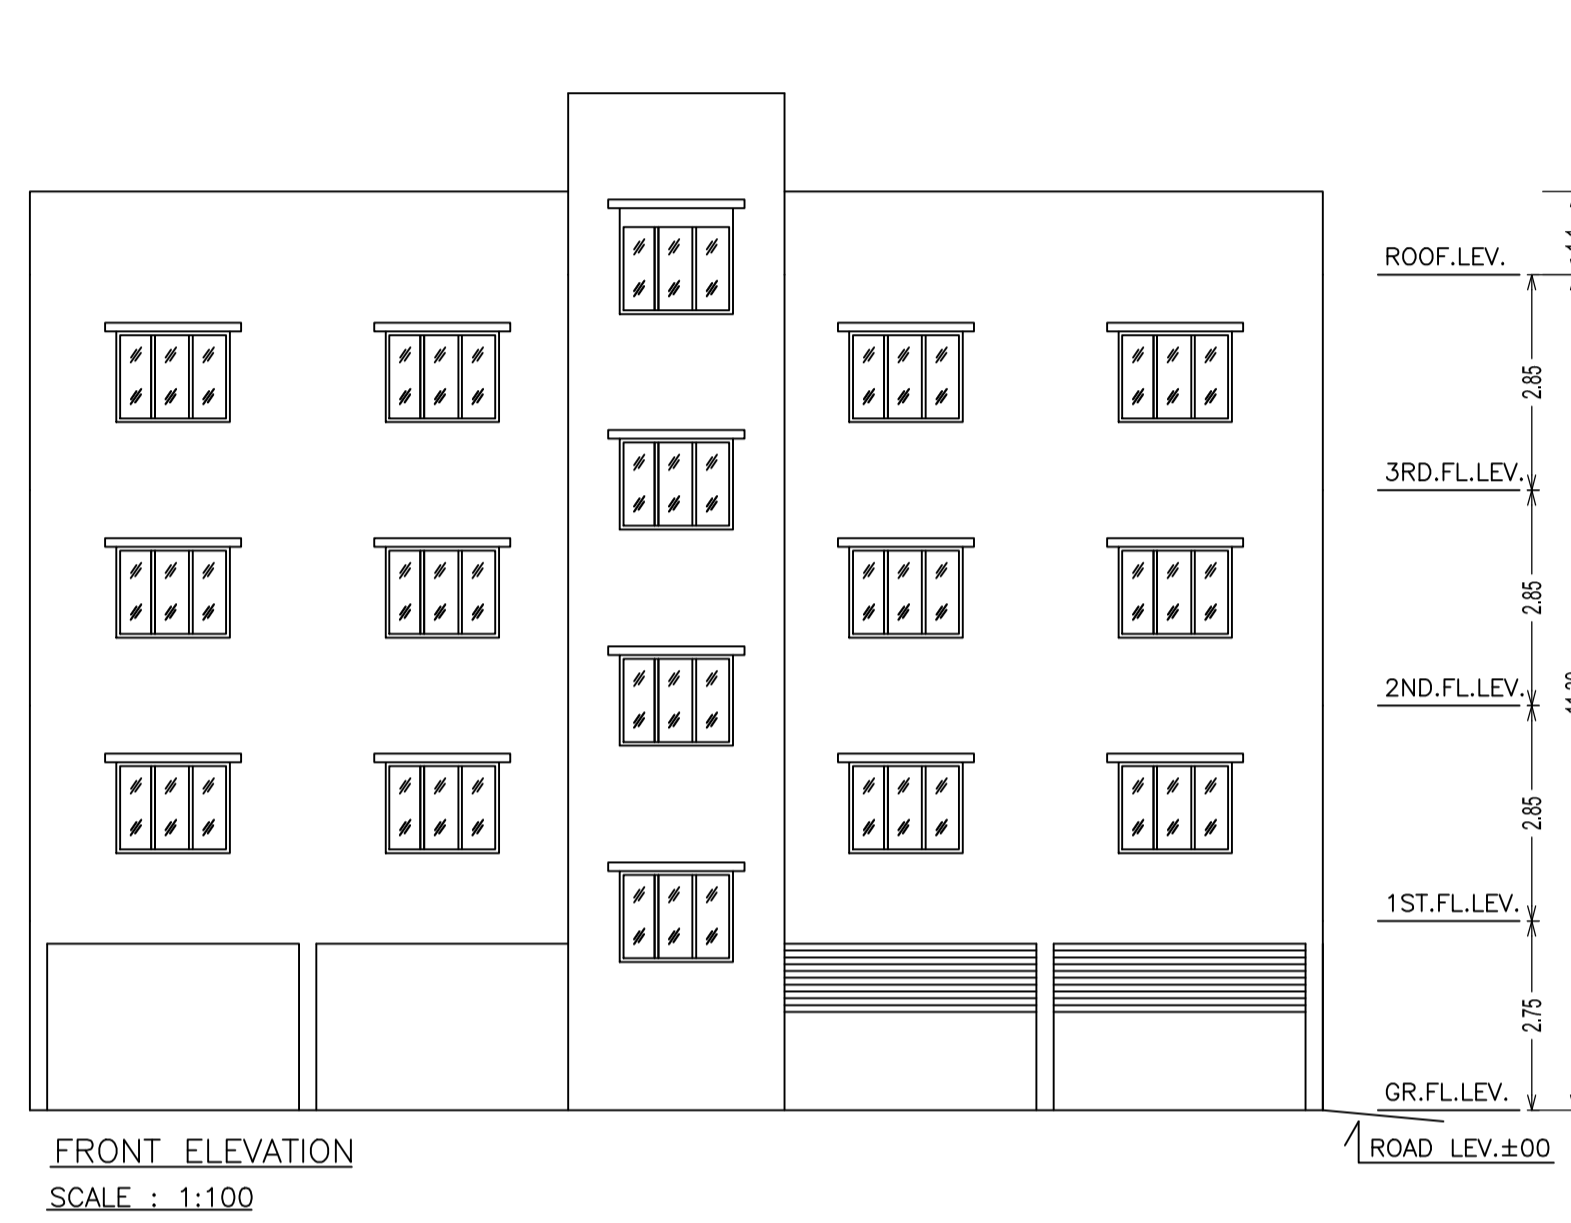 ROOF.LEV.
2.85
3RD.FL.LEV.
2.85
2ND.FL.LEV.
2.85
1ST.FL.LEV.
2.75
GR.FL.LEV.
ROAD LEV.±00
FRONT ELEVATION
SCALE : 1:100